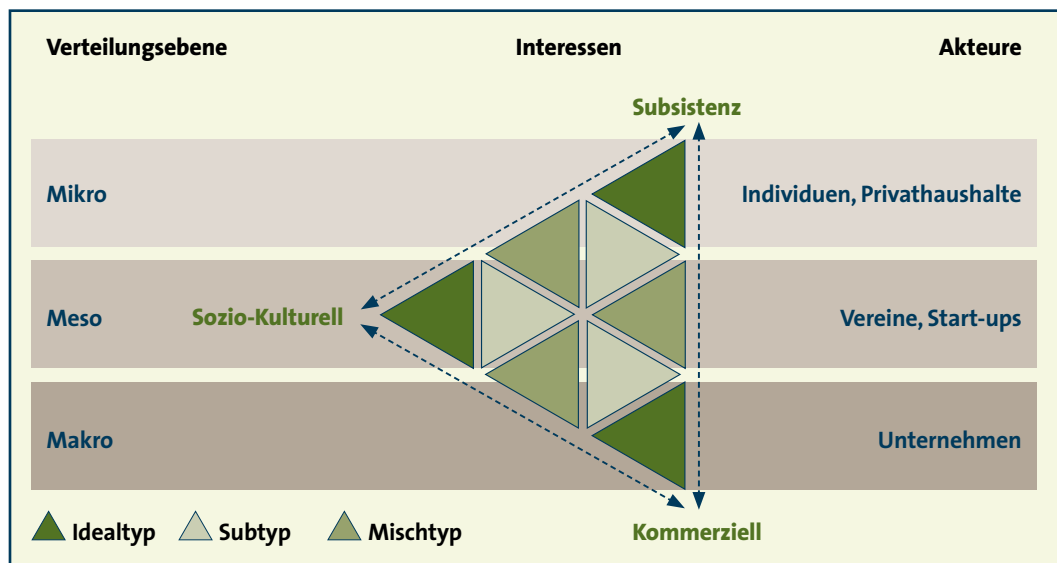 Verteilungsebene Interessen Akteure
Subsistenz
Mikro Individuen, Privathaushalte
Meso Sozio-Kulturell Vereine, Start-ups
Makro Unternehmen
Idealtyp Subtyp Mischtyp Kommerziell